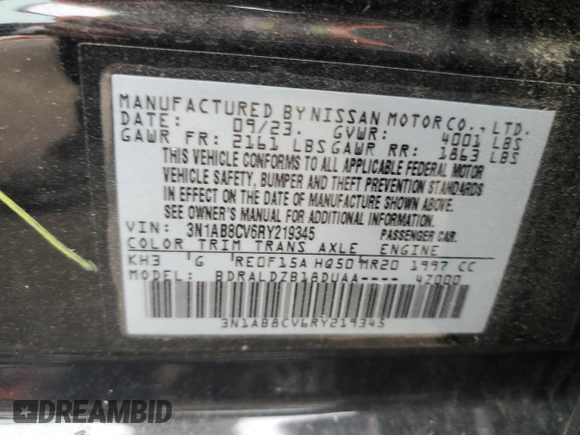 MANUFACTURED BY NISSAN MOTOR CO., LTD.
DATE: 09/23. GVWR: 4001 LBS
GAWR FR: 2161 LBS GAWR RR: 1863 LBS
THIS VEHICLE CONFORMS TO ALL APPLICABLE FEDERAL MOTOR
VEHICLE SAFETY, BUMPER AND THEFT PREVENTION STANDARDS
IN EFFECT ON THE DATE OF MANUFACTURE SHOWN ABOVE.
SEE OWNER'S MANUAL FOR ADDITIONAL INFORMATION.
VIN: 3N1AB8CV6RY219345 PASSENGER CAR.
COLOR TRIM TRANS AXLE ENGINE
KH3 G RE0F15A HQ50 MR20 1997 CC
MODEL: BDRALDZB18DUAA---- 4Z000
3N1AB8CV6RY219345
DREAMBID